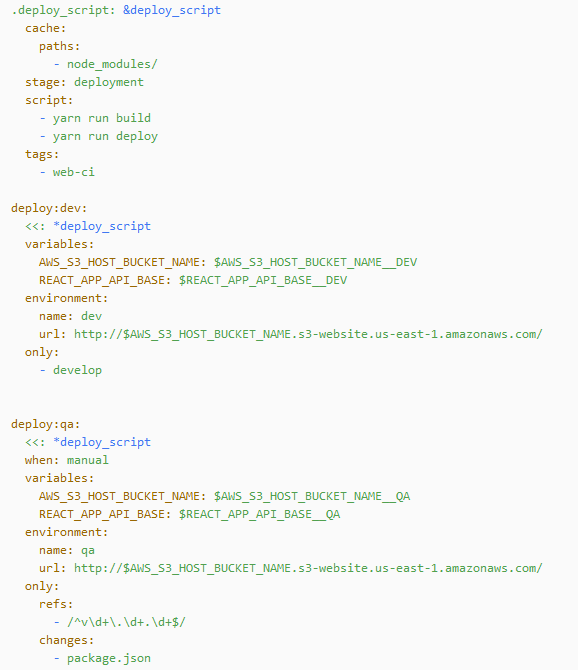 .deploy_script: &deploy_script
  cache:
    paths:
      - node_modules/
  stage: deployment
  script:
    - yarn run build
    - yarn run deploy
  tags:
    - web-ci
deploy:dev:
  <<: *deploy_script
  variables:
    AWS_S3_HOST_BUCKET_NAME: $AWS_S3_HOST_BUCKET_NAME__DEV
    REACT_APP_API_BASE: $REACT_APP_API_BASE__DEV
  environment:
    name: dev
    url: http://$AWS_S3_HOST_BUCKET_NAME.s3-website.us-east-1.amazonaws.com/
  only:
    - develop
deploy:qa:
  <<: *deploy_script
  when: manual
  variables:
    AWS_S3_HOST_BUCKET_NAME: $AWS_S3_HOST_BUCKET_NAME__QA
    REACT_APP_API_BASE: $REACT_APP_API_BASE__QA
  environment:
    name: qa
    url: http://$AWS_S3_HOST_BUCKET_NAME.s3-website.us-east-1.amazonaws.com/
  only:
    refs:
      - /^v\d+\.\d+.\d+$/
    changes:
      - package.json